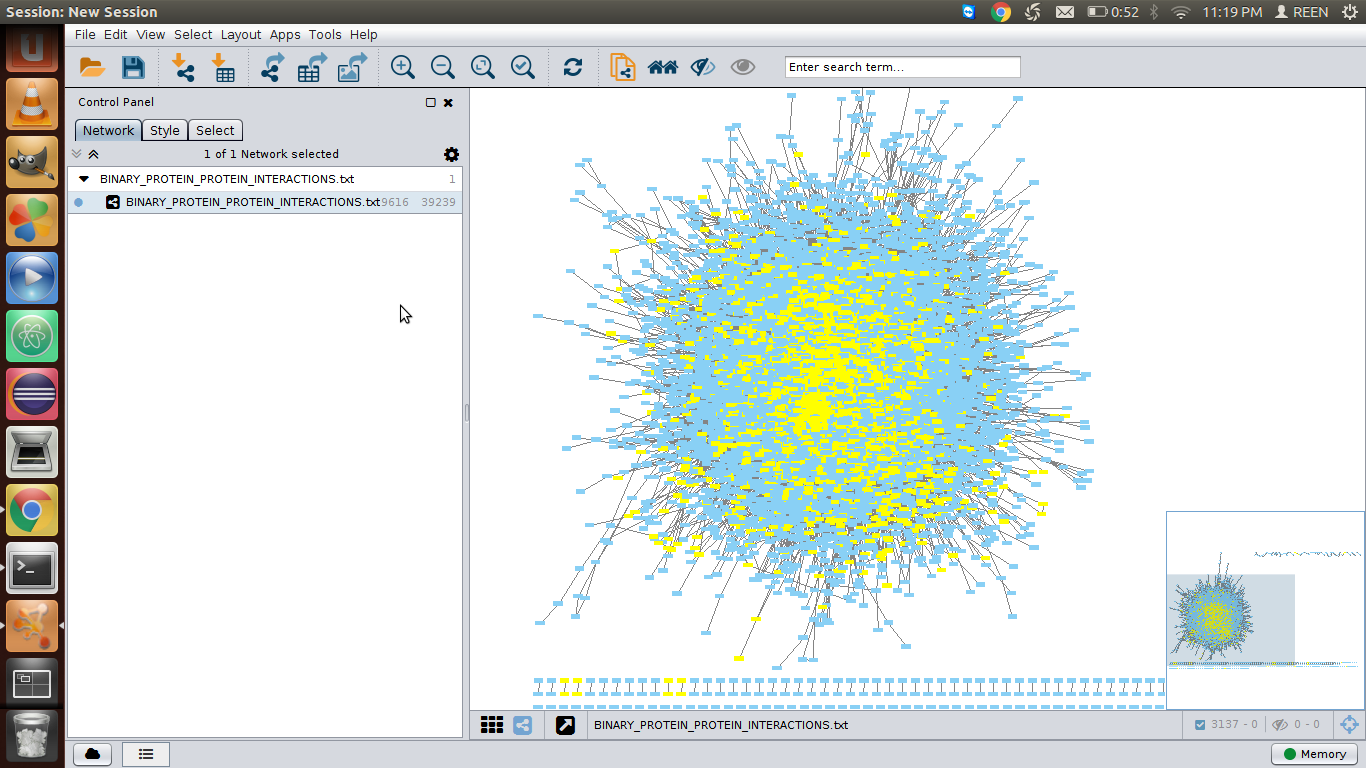 Session: New Session
0:52
11:19 PM
REEN
File Edit View Select Layout Apps Tools Help
Enter search term...
Control Panel
Network Style Select
1 of 1 Network selected
BINARY_PROTEIN_PROTEIN_INTERACTIONS.txt 1
BINARY_PROTEIN_PROTEIN_INTERACTIONS.txt 9616 39239
BINARY_PROTEIN_PROTEIN_INTERACTIONS.txt
3137 - 0
0 - 0
Memory